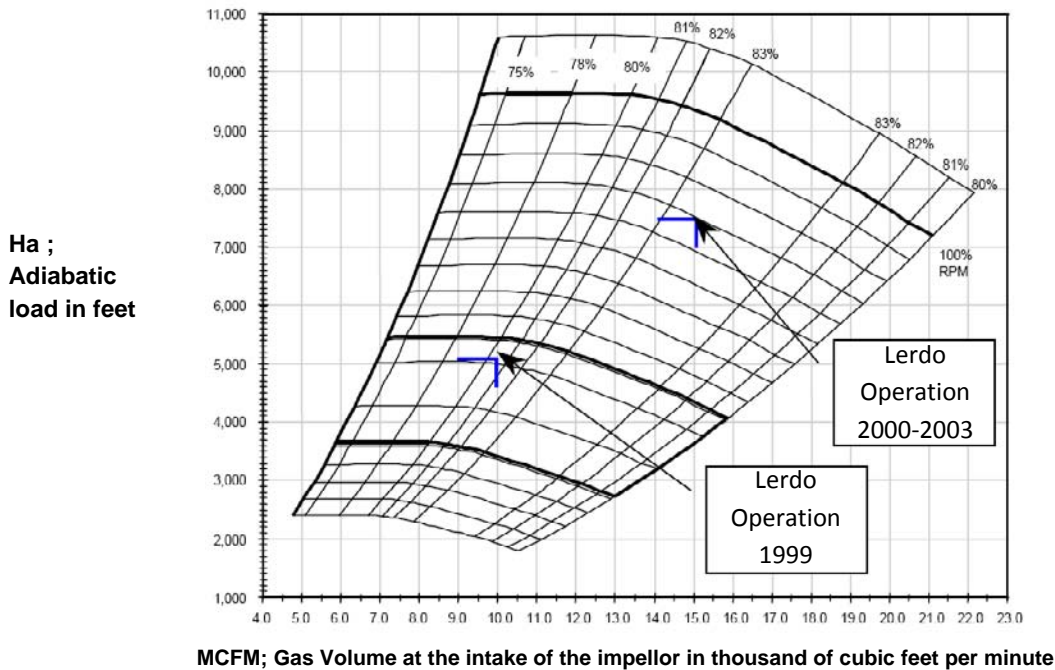 11,000
10,000
9,000
8,000
7,000
6,000
5,000
4,000
3,000
2,000
1,000
Ha ;
Adiabatic
load in feet
75%
78%
80%
81%
82%
83%
83%
82%
81%
80%
100%
RPM
Lerdo
Operation
2000-2003
Lerdo
Operation
1999
4.0 5.0 6.0 7.0 8.0 9.0 10.0 11.0 12.0 13.0 14.0 15.0 16.0 17.0 18.0 19.0 20.0 21.0 22.0 23.0
MCFM; Gas Volume at the intake of the impellor in thousand of cubic feet per minute